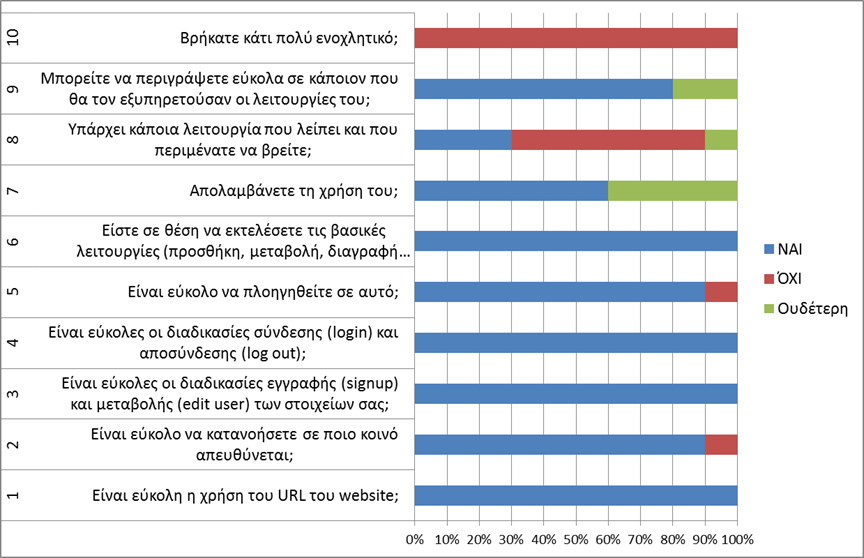 10
Βρήκατε κάτι πολύ ενοχλητικό;
9
Μπορείτε να περιγράψετε εύκολα σε κάποιον που
θα τον εξυπηρετούσαν οι λειτουργίες του;
8
Υπάρχει κάποια λειτουργία που λείπει και που
περιμένατε να βρείτε;
7
Απολαμβάνετε τη χρήση του;
6
Είστε σε θέση να εκτελέσετε τις βασικές
λειτουργίες (προσθήκη, μεταβολή, διαγραφή...
5
Είναι εύκολο να πλοηγηθείτε σε αυτό;
4
Είναι εύκολες οι διαδικασίες σύνδεσης (login) και
αποσύνδεσης (log out);
3
Είναι εύκολες οι διαδικασίες εγγραφής (signup)
και μεταβολής (edit user) των στοιχείων σας;
2
Είναι εύκολο να κατανοήσετε σε ποιο κοινό
απευθύνεται;
1
Είναι εύκολη η χρήση του URL του website;
0% 10% 20% 30% 40% 50% 60% 70% 80% 90% 100%
ΝΑΙ
ΌΧΙ
Ουδέτερη